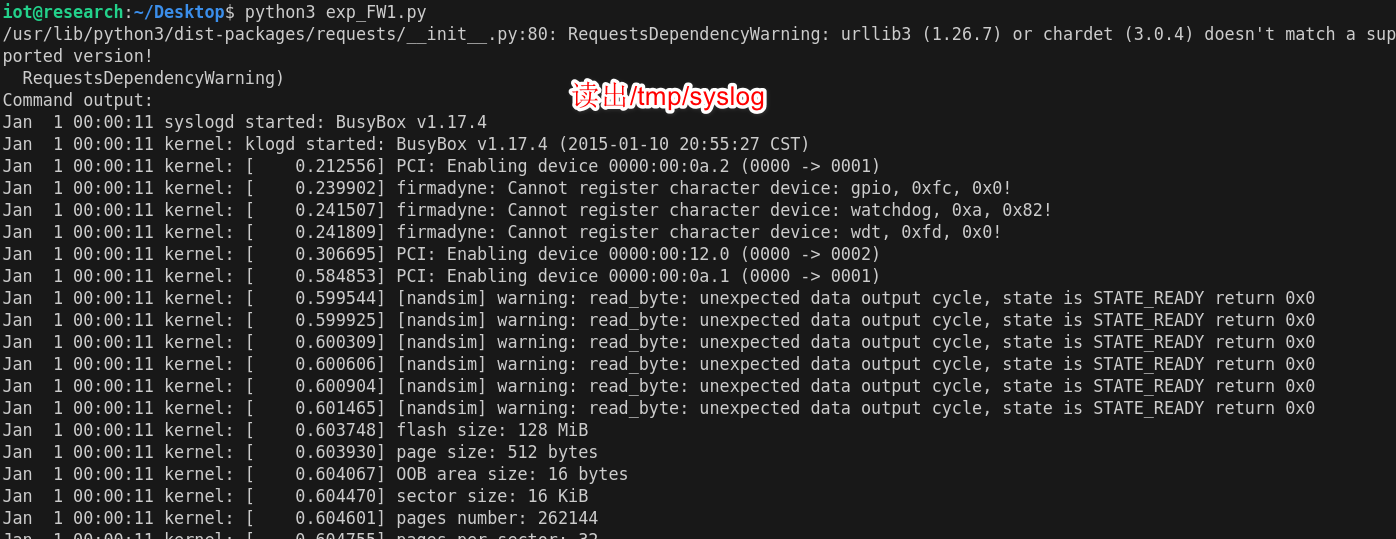 iot@research:~/Desktop$ python3 exp_FW1.py
/usr/lib/python3/dist-packages/requests/__init__.py:80: RequestsDependencyWarning: urllib3 (1.26.7) or chardet (3.0.4) doesn't match a sup
ported version!
  RequestsDependencyWarning)
读出/tmp/syslog
Command output:
Jan  1 00:00:11 syslogd started: BusyBox v1.17.4
Jan  1 00:00:11 kernel: klogd started: BusyBox v1.17.4 (2015-01-10 20:55:27 CST)
Jan  1 00:00:11 kernel: [    0.212556] PCI: Enabling device 0000:00:0a.2 (0000 -> 0001)
Jan  1 00:00:11 kernel: [    0.239902] firmadyne: Cannot register character device: gpio, 0xfc, 0x0!
Jan  1 00:00:11 kernel: [    0.241507] firmadyne: Cannot register character device: watchdog, 0xa, 0x82!
Jan  1 00:00:11 kernel: [    0.241809] firmadyne: Cannot register character device: wdt, 0xfd, 0x0!
Jan  1 00:00:11 kernel: [    0.306695] PCI: Enabling device 0000:00:12.0 (0000 -> 0002)
Jan  1 00:00:11 kernel: [    0.584853] PCI: Enabling device 0000:00:0a.1 (0000 -> 0001)
Jan  1 00:00:11 kernel: [    0.599544] [nandsim] warning: read_byte: unexpected data output cycle, state is STATE_READY return 0x0
Jan  1 00:00:11 kernel: [    0.599925] [nandsim] warning: read_byte: unexpected data output cycle, state is STATE_READY return 0x0
Jan  1 00:00:11 kernel: [    0.600309] [nandsim] warning: read_byte: unexpected data output cycle, state is STATE_READY return 0x0
Jan  1 00:00:11 kernel: [    0.600606] [nandsim] warning: read_byte: unexpected data output cycle, state is STATE_READY return 0x0
Jan  1 00:00:11 kernel: [    0.600904] [nandsim] warning: read_byte: unexpected data output cycle, state is STATE_READY return 0x0
Jan  1 00:00:11 kernel: [    0.601465] [nandsim] warning: read_byte: unexpected data output cycle, state is STATE_READY return 0x0
Jan  1 00:00:11 kernel: [    0.603748] flash size: 128 MiB
Jan  1 00:00:11 kernel: [    0.603930] page size: 512 bytes
Jan  1 00:00:11 kernel: [    0.604067] OOB area size: 16 bytes
Jan  1 00:00:11 kernel: [    0.604470] sector size: 16 KiB
Jan  1 00:00:11 kernel: [    0.604601] pages number: 262144
Jan  1 00:00:11 kernel: [    0.604755] pages per sector: 32